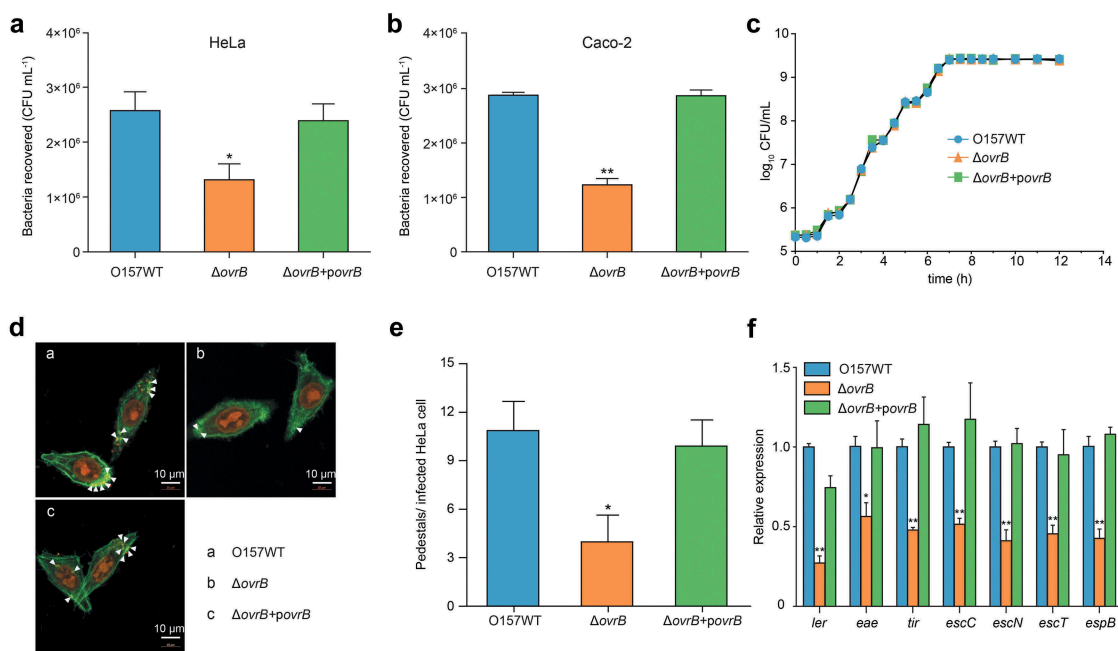 a
HeLa
Bacteria recovered (CFU mL⁻¹)
4×10⁶
3×10⁶
2×10⁶
1×10⁶
0
O157WT
ΔovrB
ΔovrB+povrB
*
b
Caco-2
Bacteria recovered (CFU mL⁻¹)
4×10⁶
3×10⁶
2×10⁶
1×10⁶
0
O157WT
ΔovrB
ΔovrB+povrB
**
c
log₁₀ CFU/mL
10
9
8
7
6
5
0 2 4 6 8 10 12 14
time (h)
O157WT
ΔovrB
ΔovrB+povrB
d
a
10 µm
b
10 µm
c
10 µm
a O157WT
b ΔovrB
c ΔovrB+povrB
e
Pedestals/ infected HeLa cell
15
12
9
6
3
0
O157WT
ΔovrB
ΔovrB+povrB
*
f
Relative expression
1.5
1.0
0.5
0.0
O157WT
ΔovrB
ΔovrB+povrB
** * ** ** ** ** **
ler eae tir escC escN escT espB